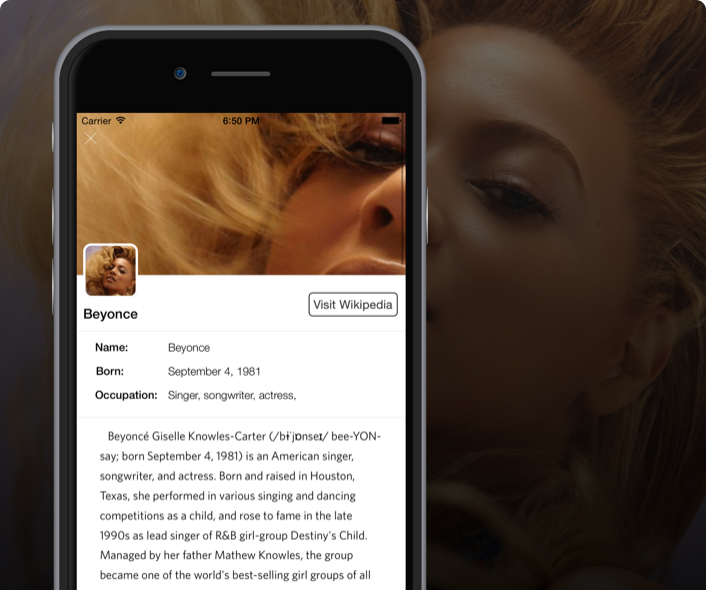 Carrier 6:50 PM
Beyonce
Visit Wikipedia
Name: Beyonce
Born: September 4, 1981
Occupation: Singer, songwriter, actress,
Beyoncé Giselle Knowles-Carter (/biːˈjɒnseɪ/ bee-YON-
say; born September 4, 1981) is an American singer,
songwriter, and actress. Born and raised in Houston,
Texas, she performed in various singing and dancing
competitions as a child, and rose to fame in the late
1990s as lead singer of R&B girl-group Destiny's Child.
Managed by her father Mathew Knowles, the group
became one of the world's best-selling girl groups of all